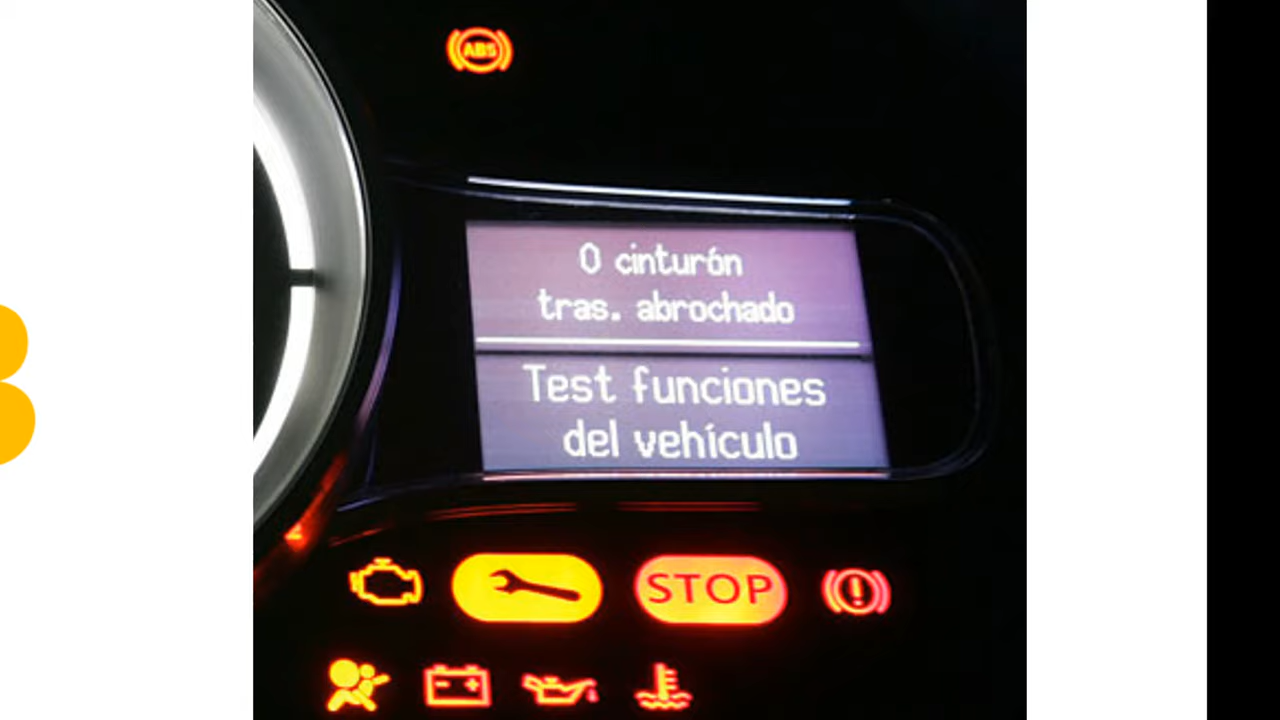 ABS
0 cinturón
tras. abrochado
Test funciones
del vehículo
STOP